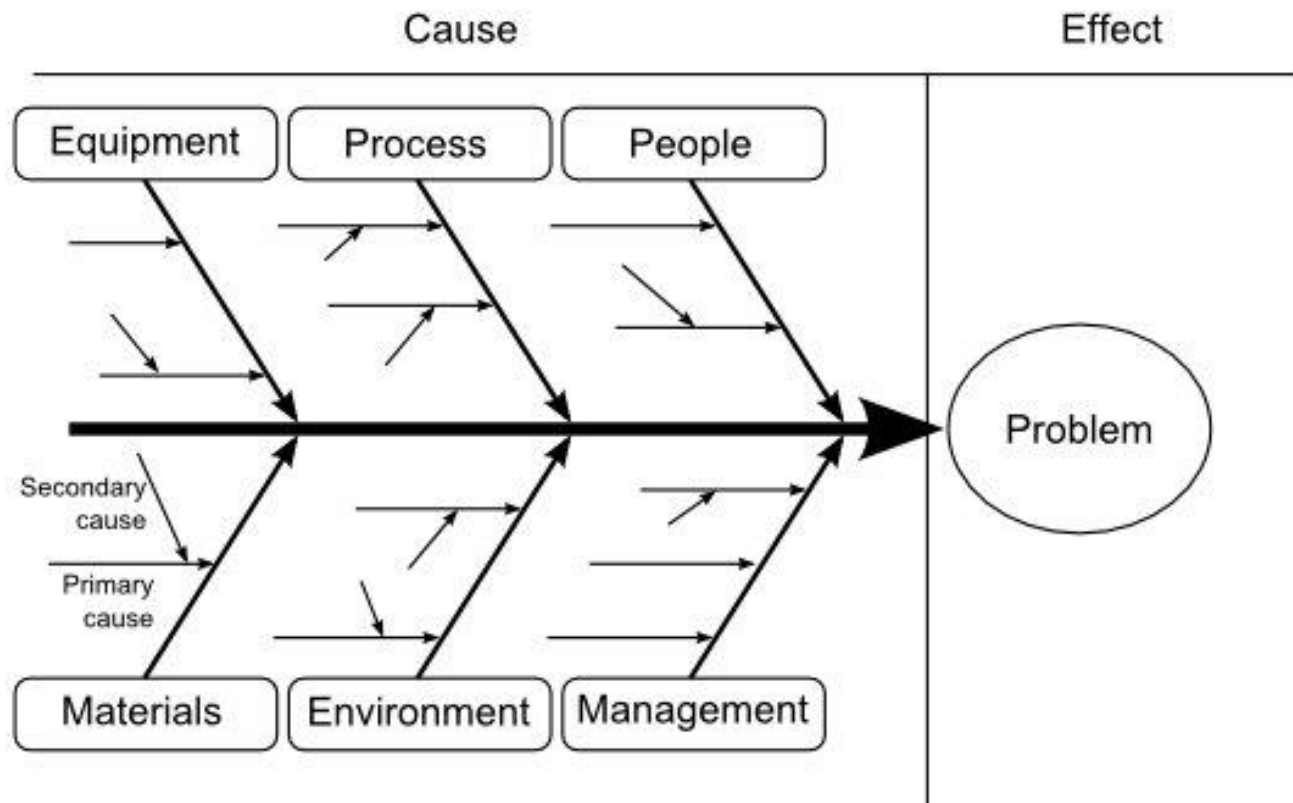 Cause
Effect
Equipment
Process
People
Problem
Secondary
cause
Primary
cause
Materials
Environment
Management